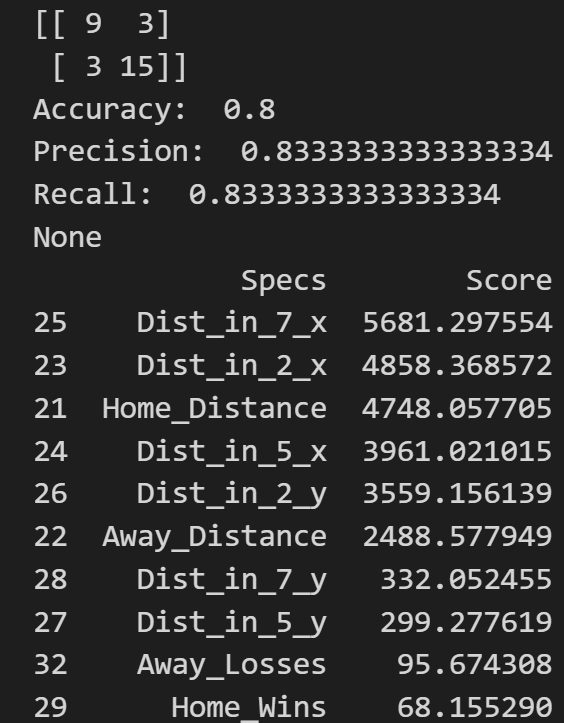 [[ 9  3]
 [ 3 15]]
Accuracy:  0.8
Precision:  0.8333333333333334
Recall:  0.8333333333333334
None
            Specs        Score
25    Dist_in_7_x  5681.297554
23    Dist_in_2_x  4858.368572
21  Home_Distance  4748.057705
24    Dist_in_5_x  3961.021015
26    Dist_in_2_y  3559.156139
22  Away_Distance  2488.577949
28    Dist_in_7_y   332.052455
27    Dist_in_5_y   299.277619
32    Away_Losses    95.674308
29      Home_Wins    68.155290